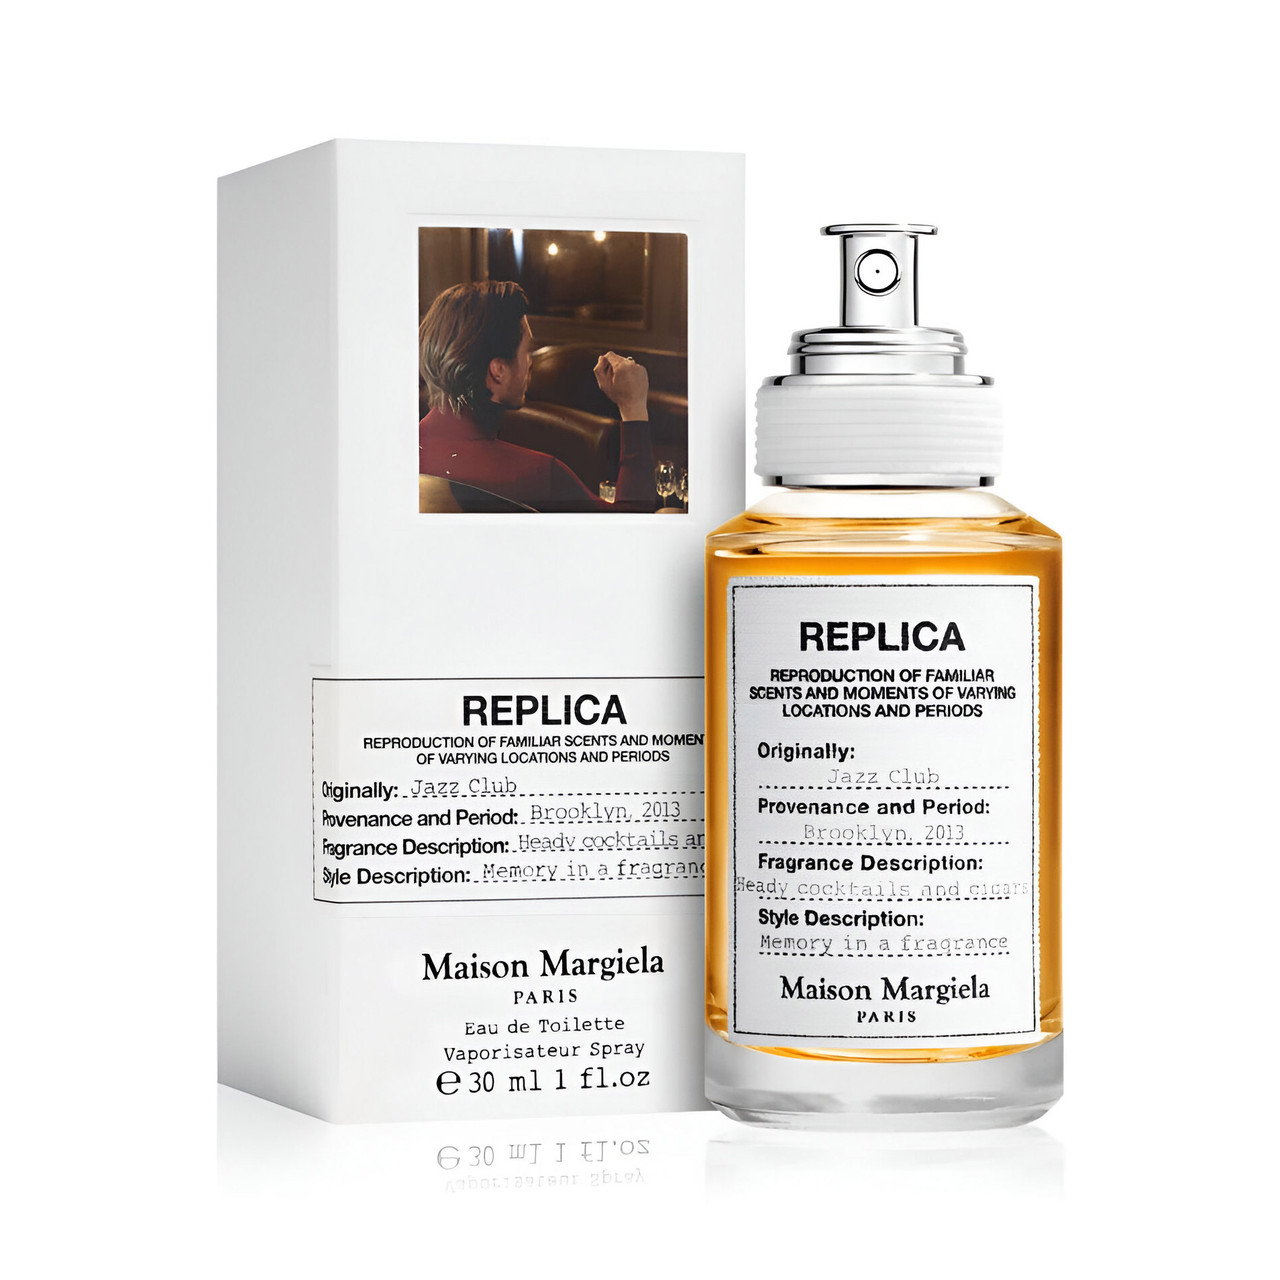 REPLICA
REPRODUCTION OF FAMILIAR SCENTS AND MOMEN
OF VARYING LOCATIONS AND PERIODS
Originally: Jazz Club
Provenance and Period: Brooklyn, 2013
Fragrance Description: Heady cocktails an
Style Description: Memory in a fragranc
Maison Margiela
PARIS
Eau de Toilette
Vaporisateur Spray
℮ 30 ml 1 fl.oz
REPLICA
REPRODUCTION OF FAMILIAR
SCENTS AND MOMENTS OF VARYING
LOCATIONS AND PERIODS
Originally:
Jazz Club
Provenance and Period:
Brooklyn, 2013
Fragrance Description:
Heady cocktails and cigars
Style Description:
Memory in a fragrance
Maison Margiela
PARIS